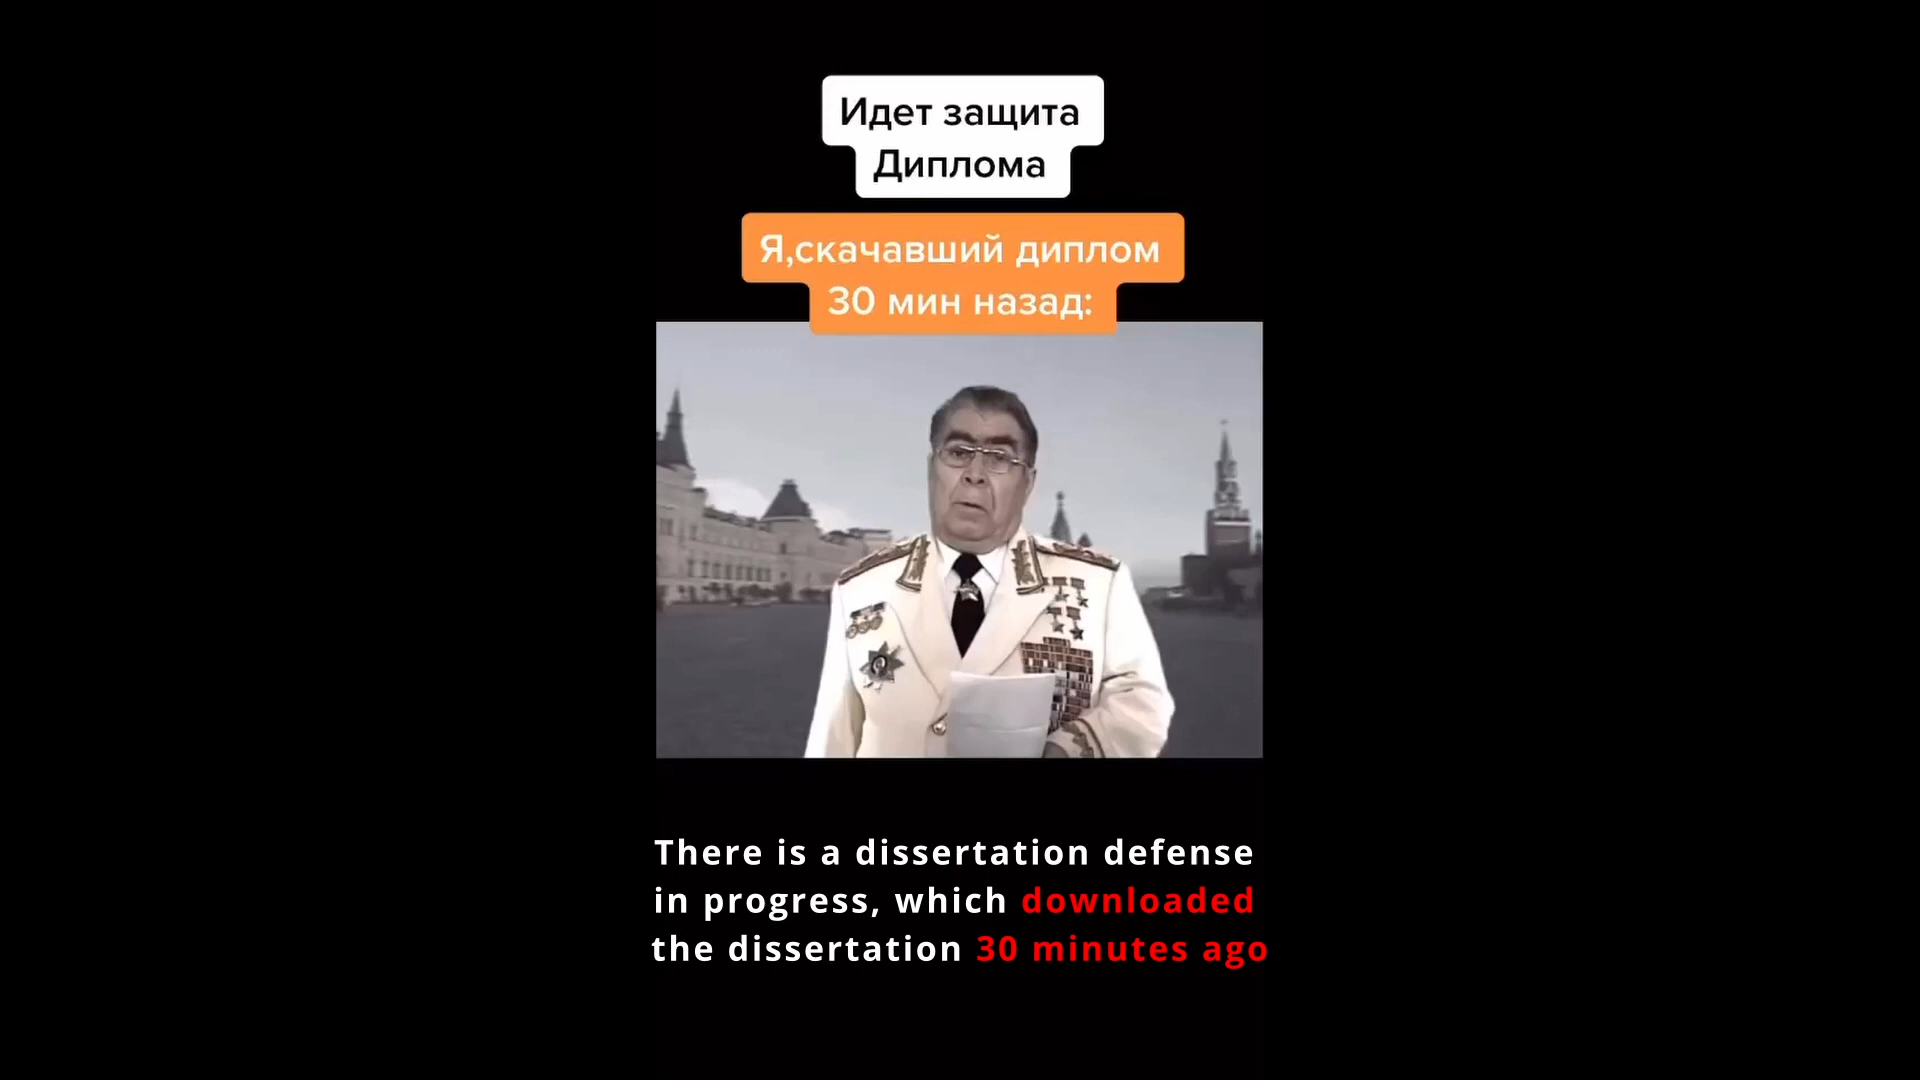 Идет защита
Диплома
Я,скачавший диплом
30 мин назад:
There is a dissertation defense
in progress, which downloaded
the dissertation 30 minutes ago